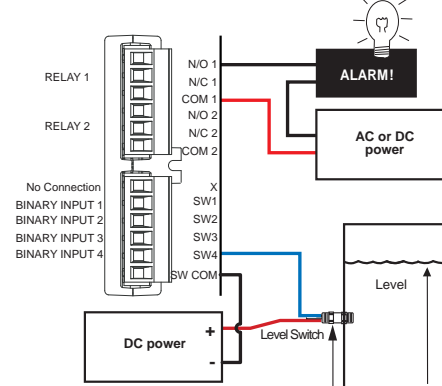 N/O 1
RELAY 1
N/C 1
ALARM!
COM 1
N/O 2
RELAY 2
N/C 2
AC or DC
power
COM 2
No Connection
X
BINARY INPUT 1
SW1
BINARY INPUT 2
SW2
BINARY INPUT 3
SW3
BINARY INPUT 4
SW4
SW COM
Level
DC power
+
-
Level Switch